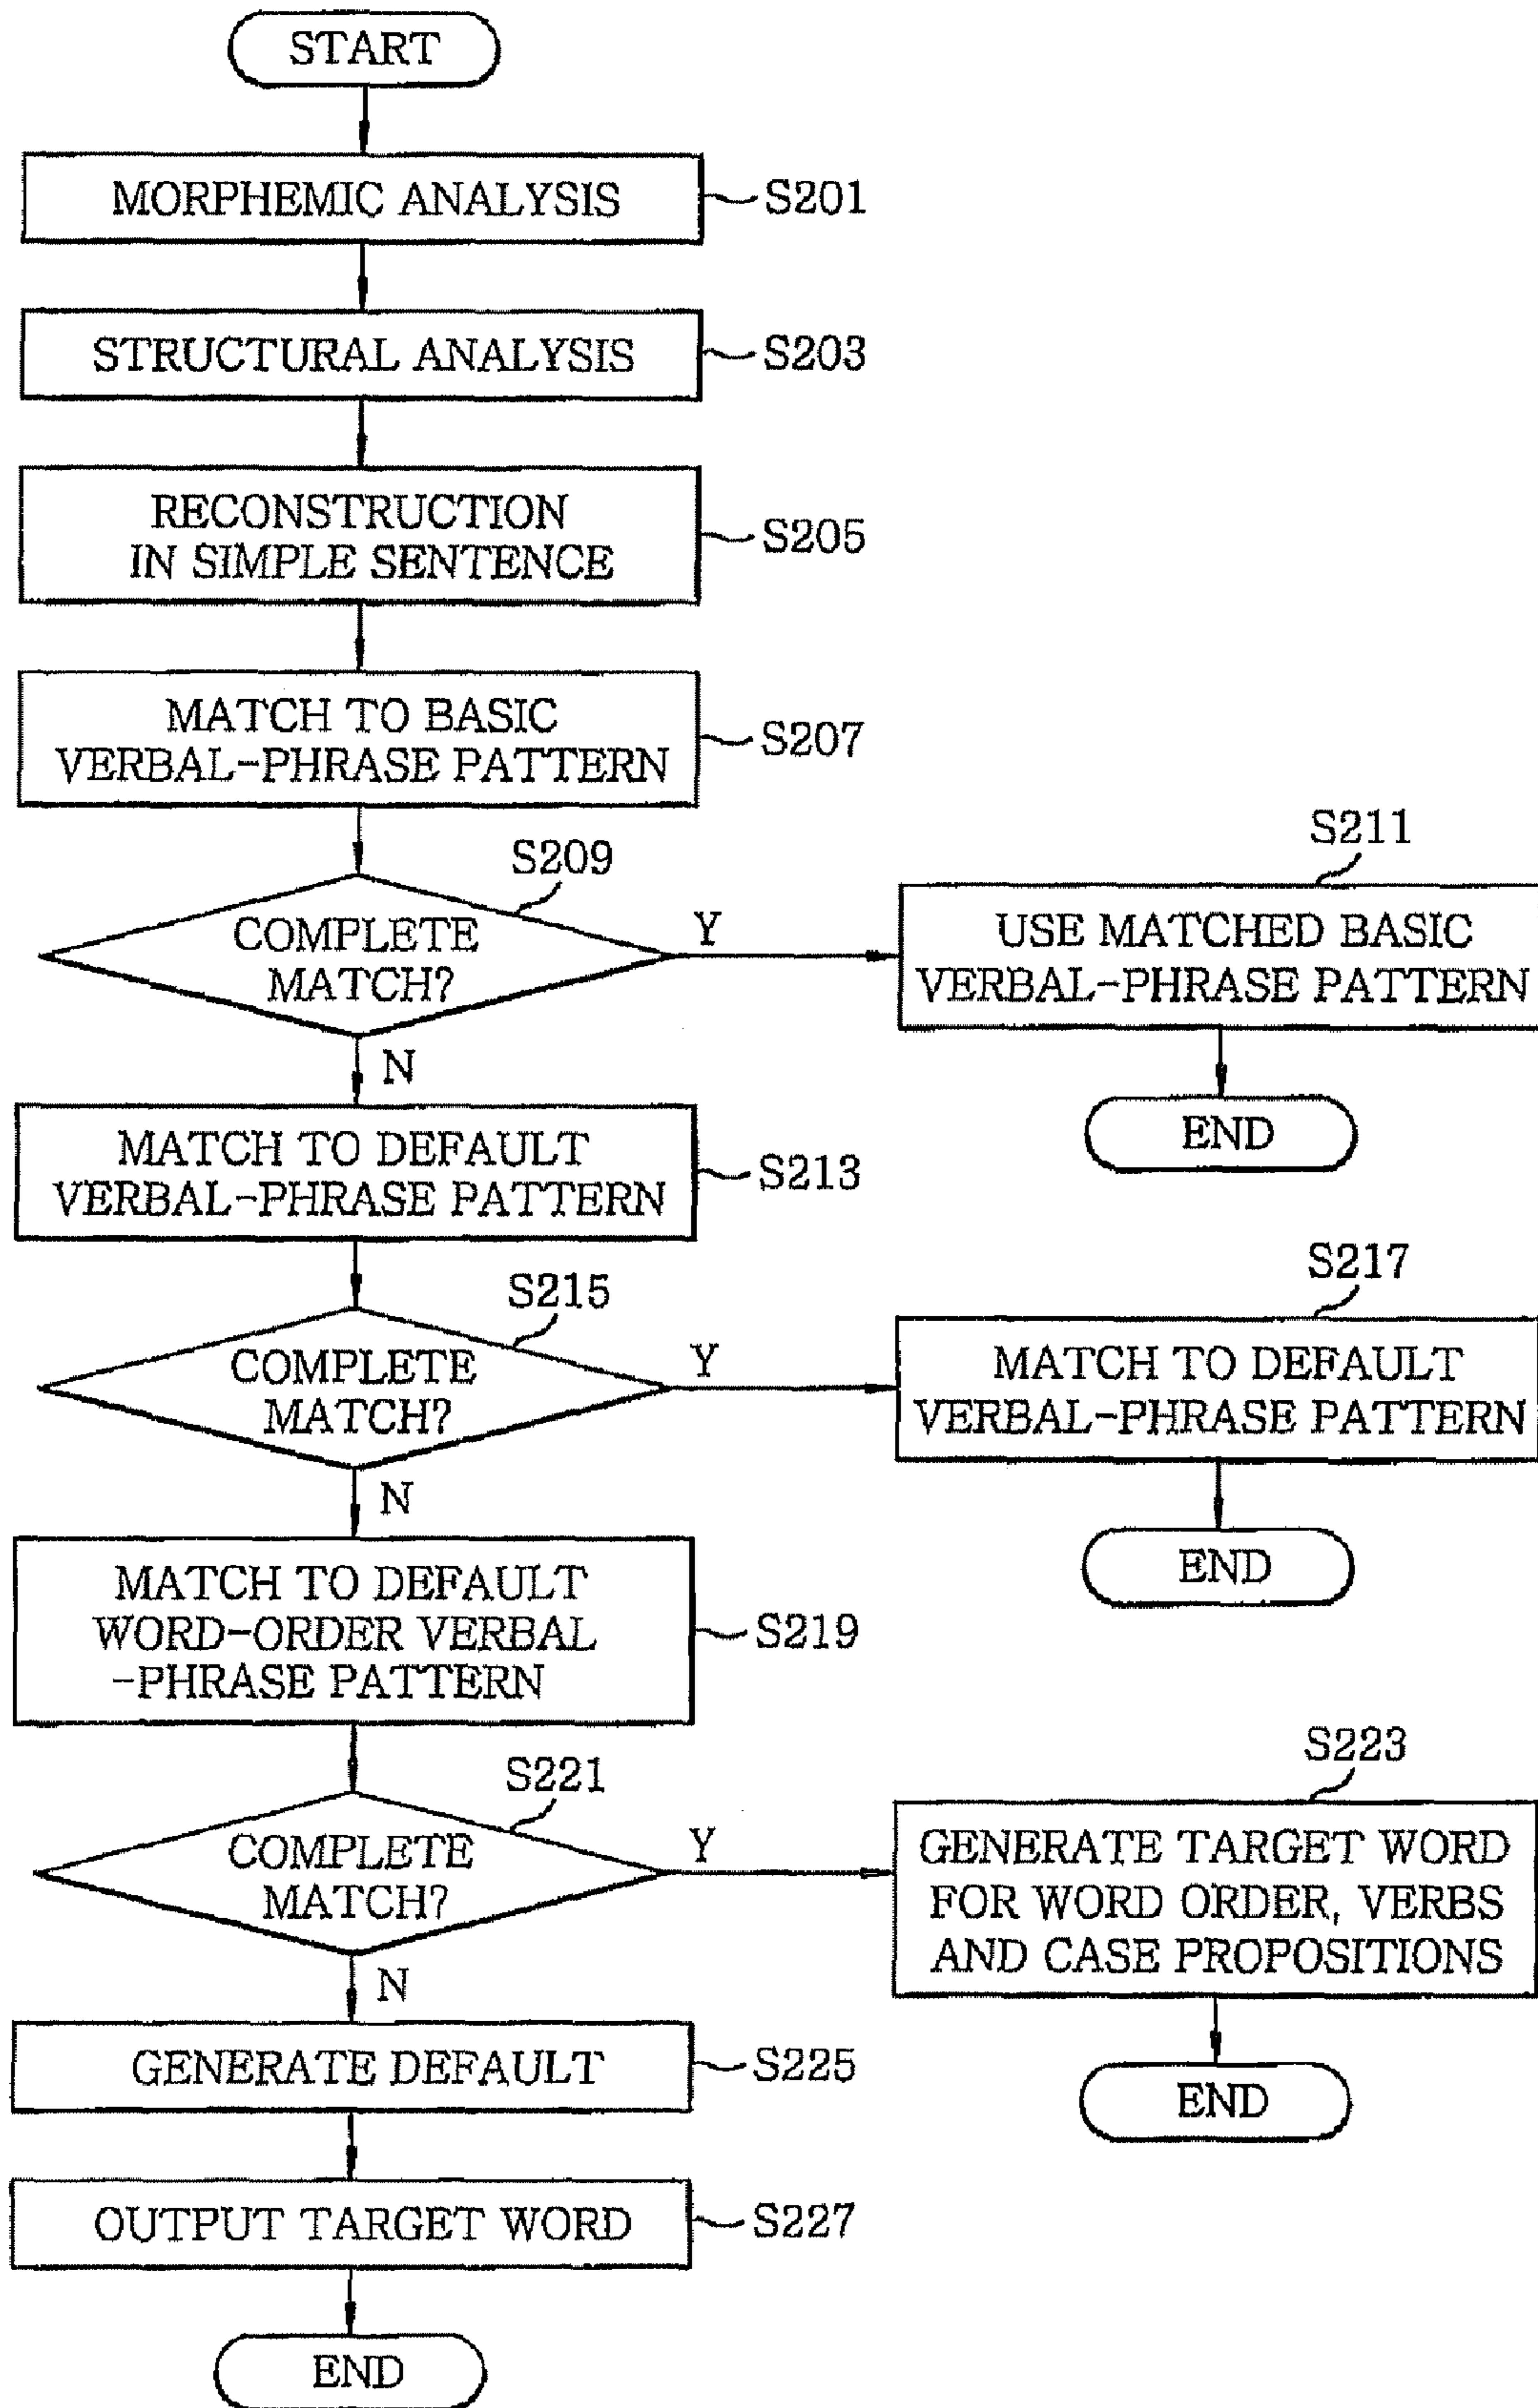 START
MORPHEMIC ANALYSIS
S201
STRUCTURAL ANALYSIS
S203
RECONSTRUCTION
IN SIMPLE SENTENCE
S205
MATCH TO BASIC
VERBAL-PHRASE PATTERN
S207
S209
COMPLETE
MATCH?
Y
N
S211
USE MATCHED BASIC
VERBAL-PHRASE PATTERN
END
MATCH TO DEFAULT
VERBAL-PHRASE PATTERN
S213
S215
COMPLETE
MATCH?
Y
N
S217
MATCH TO DEFAULT
VERBAL-PHRASE PATTERN
END
MATCH TO DEFAULT
WORD-ORDER VERBAL
-PHRASE PATTERN
S219
S221
COMPLETE
MATCH?
Y
N
S223
GENERATE TARGET WORD
FOR WORD ORDER, VERBS
AND CASE PROPOSITIONS
END
GENERATE DEFAULT
S225
OUTPUT TARGET WORD
S227
END